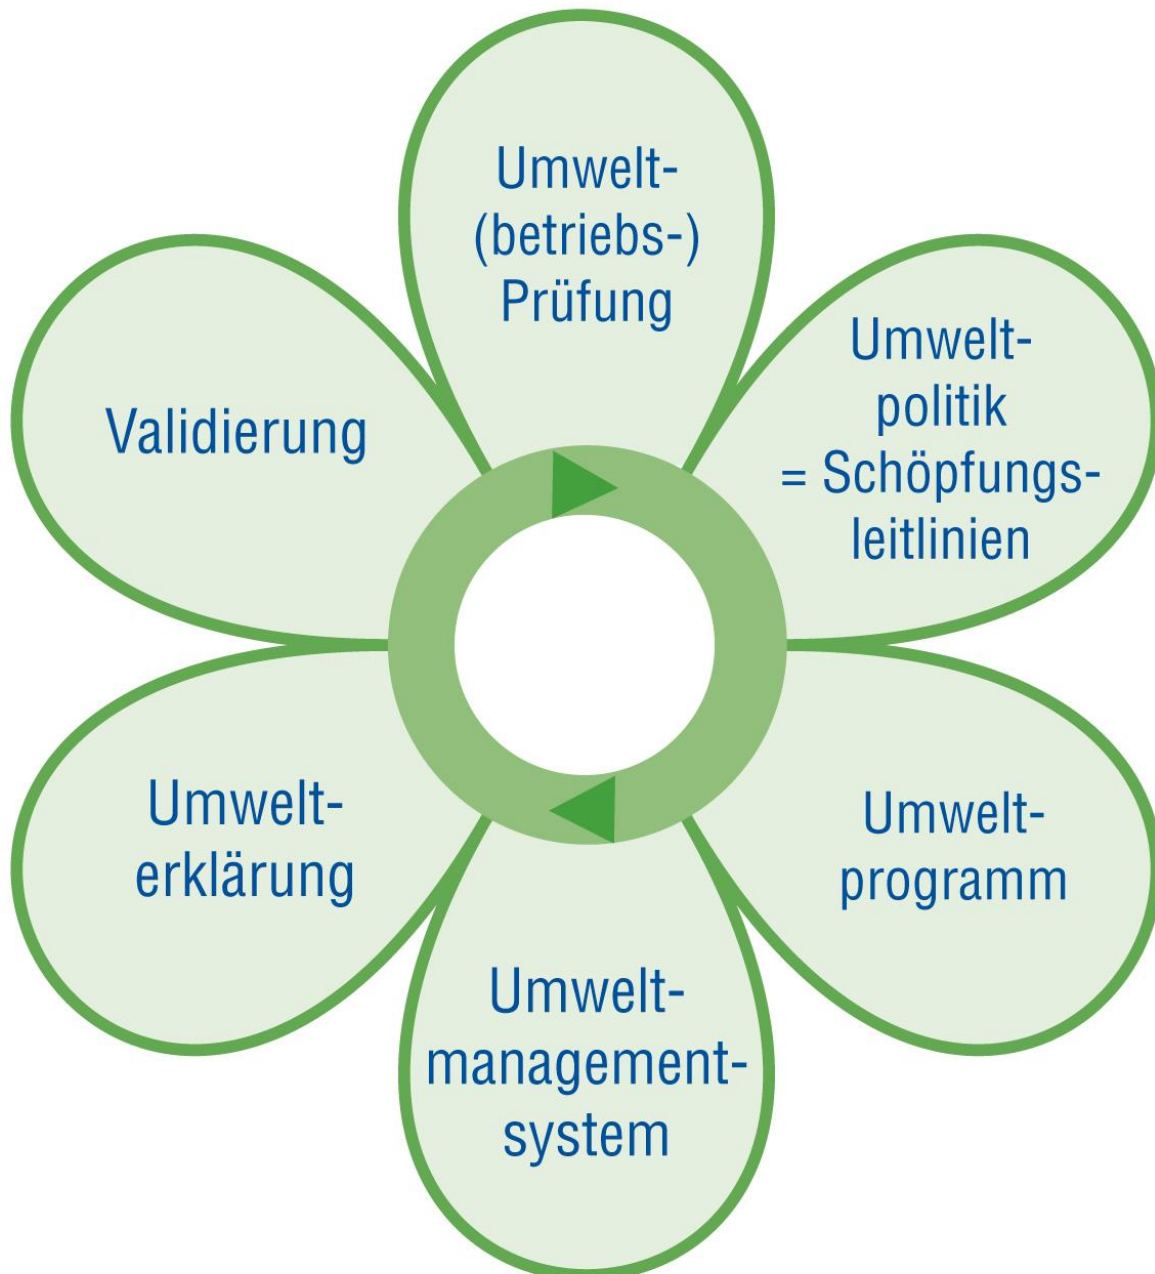 Umwelt-
(betriebs-)
Prüfung
Umwelt-
politik
= Schöpfungs-
leitlinien
Umwelt-
programm
Umwelt-
management-
system
Umwelt-
erklärung
Validierung